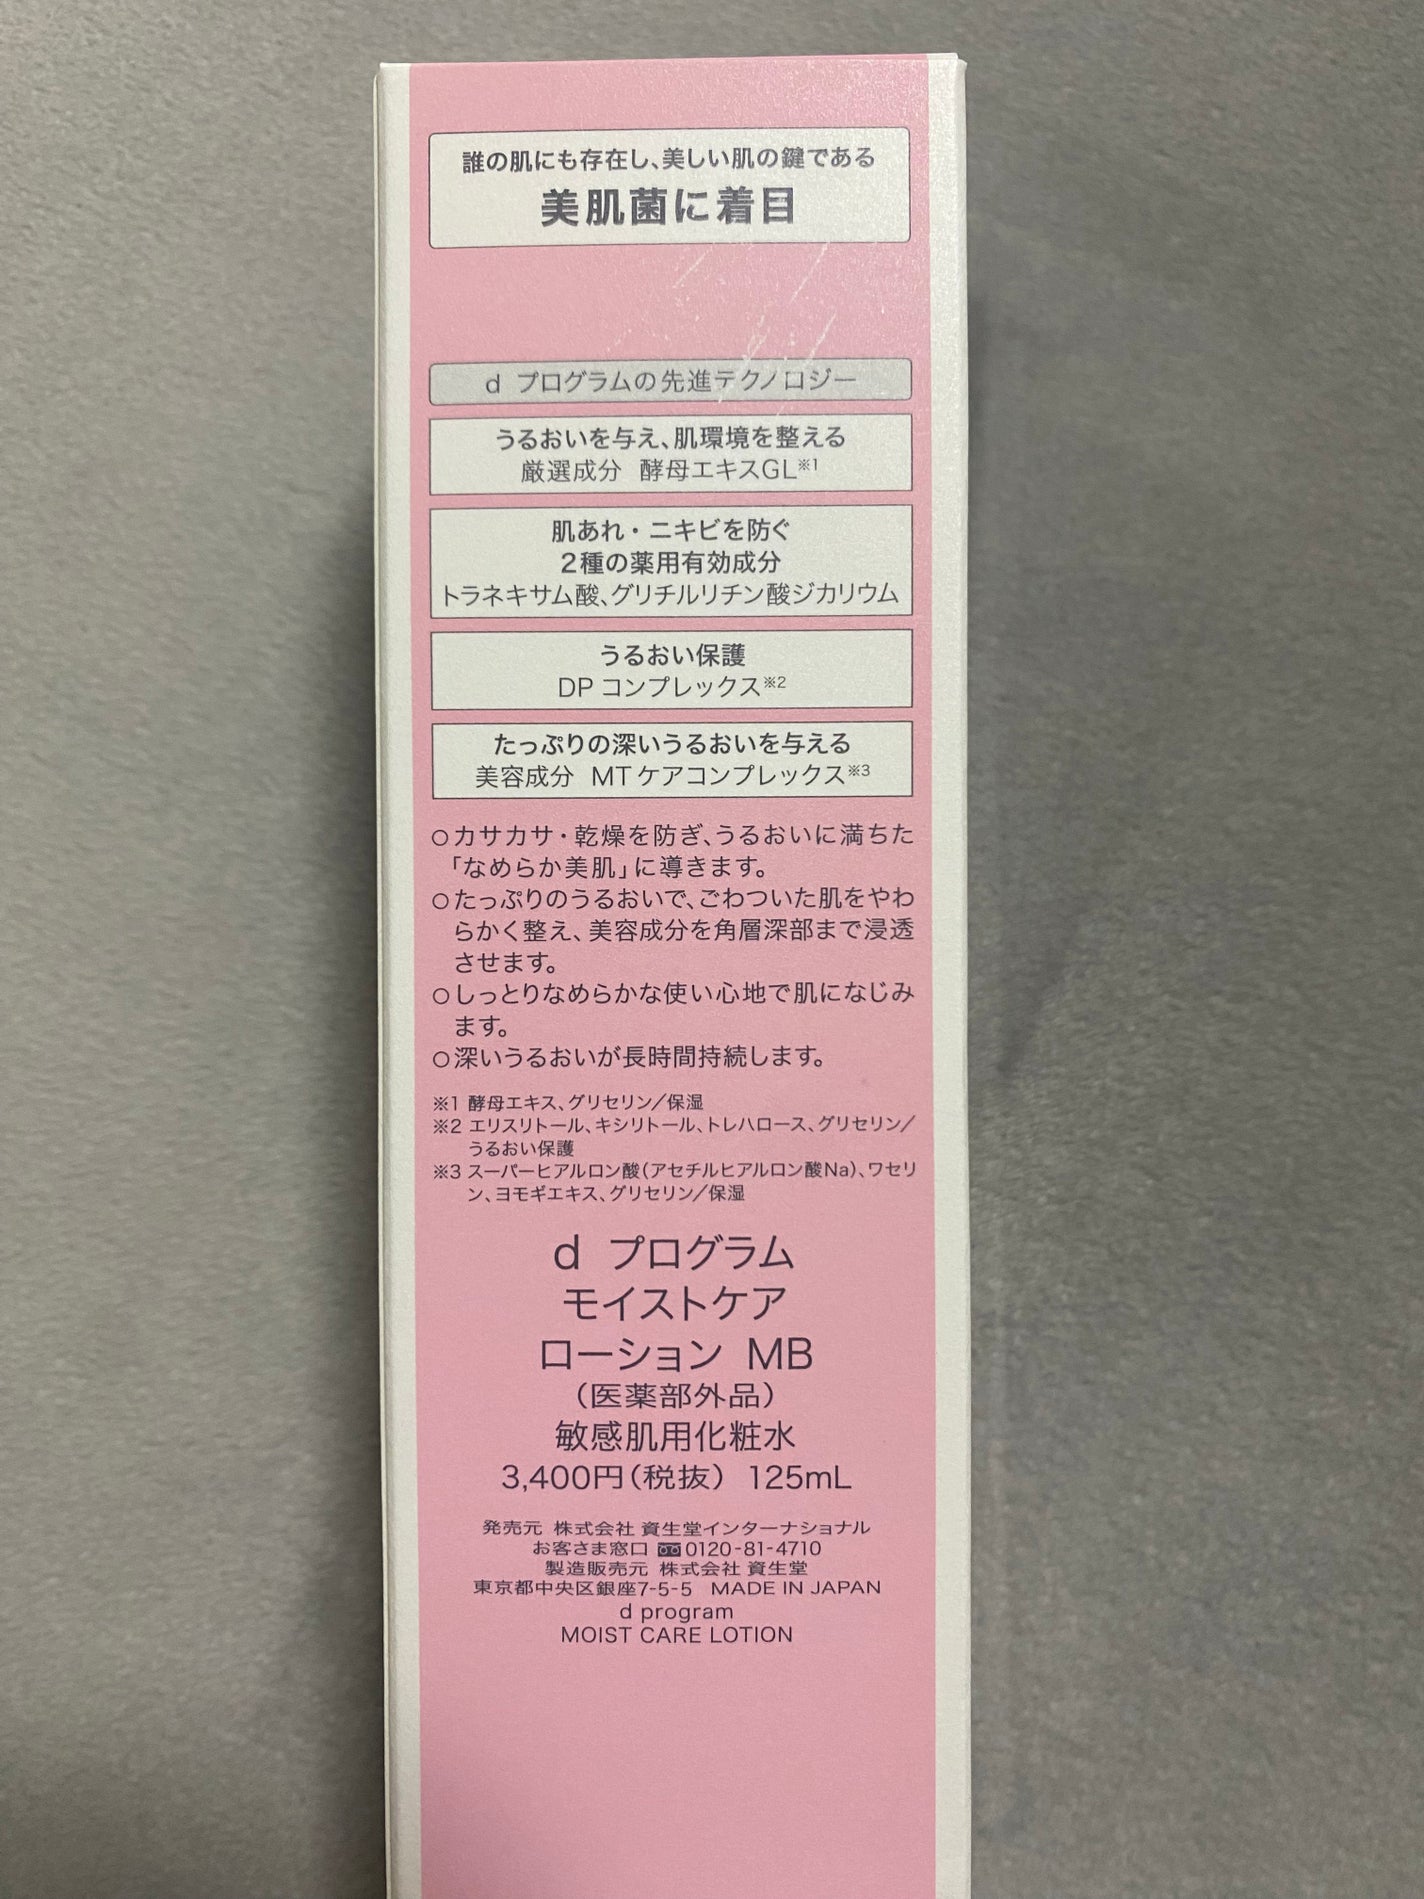 誰の肌にも存在し、美しい肌の鍵である
美肌菌に着目
d プログラムの先進テクノロジー
うるおいを与え、肌環境を整える
厳選成分 酵母エキスGL※1
肌あれ・ニキビを防ぐ
2種の薬用有効成分
トラネキサム酸、グリチルリチン酸ジカリウム
うるおい保護
DP コンプレックス※2
たっぷりの深いうるおいを与える
美容成分 MT ケアコンプレックス※3
○カサカサ・乾燥を防ぎ、うるおいに満ちた
「なめらか美肌」に導きます。
○たっぷりのうるおいで、ごわついた肌をやわ
らかく整え、美容成分を角層深部まで浸透
させます。
○しっとりなめらかな使い心地で肌になじみ
ます。
○深いうるおいが長時間持続します。
※1 酵母エキス、グリセリン／保湿
※2 エリスリトール、キシリトール、トレハロース、グリセリン／
うるおい保護
※3 スーパーヒアルロン酸（アセチルヒアルロン酸Na）、ワセリ
ン、ヨモギエキス、グリセリン／保湿
d プログラム
モイストケア
ローション MB
（医薬部外品）
敏感肌用化粧水
3,400円（税抜） 125mL
発売元 株式会社 資生堂インターナショナル
お客さま窓口 0120-81-4710
製造販売元 株式会社 資生堂
東京都中央区銀座7-5-5 MADE IN JAPAN
d program
MOIST CARE LOTION